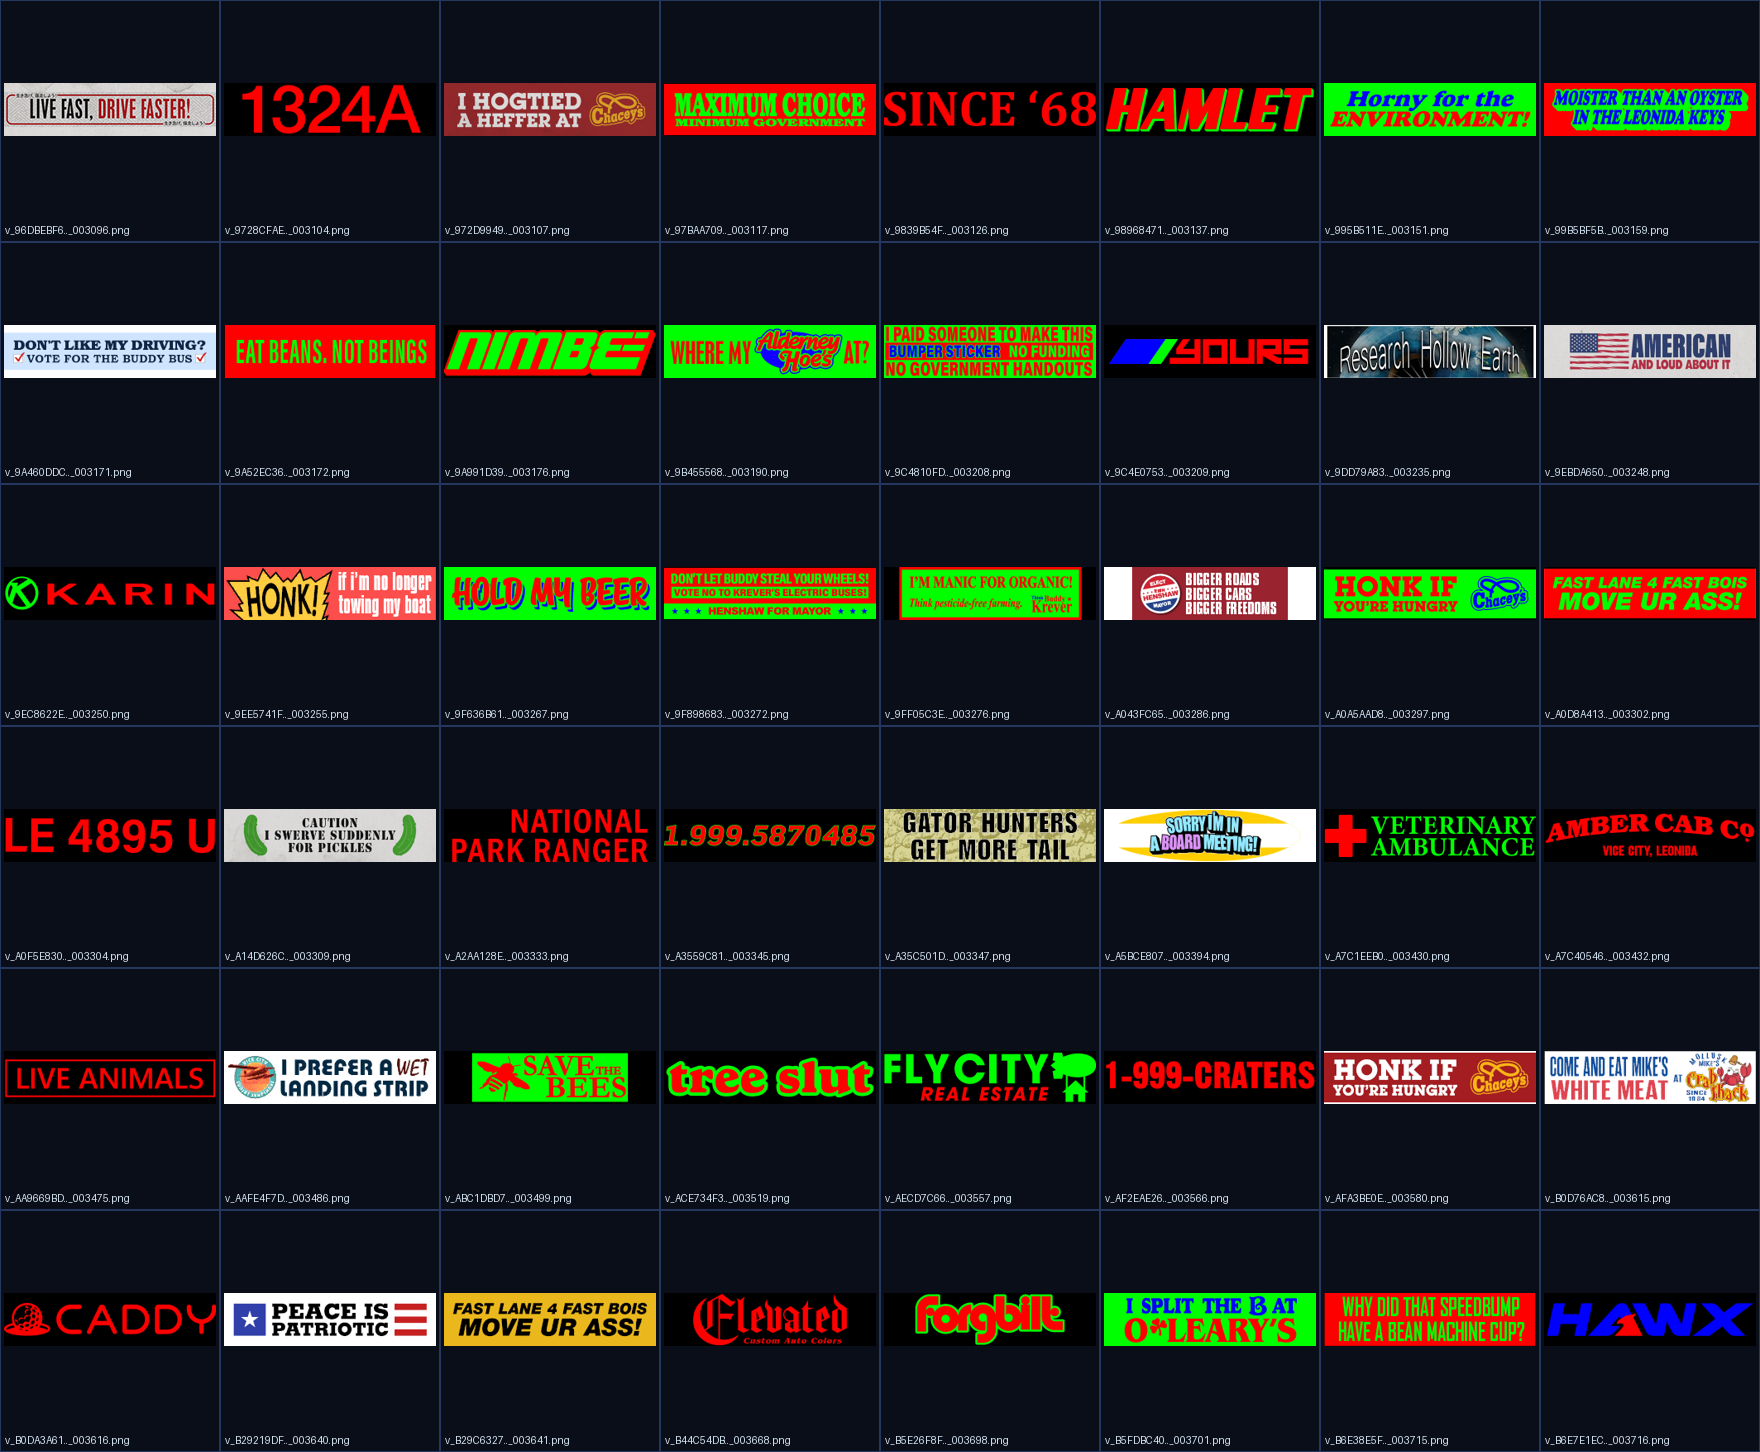 LIVE FAST, DRIVE FASTER!
v_96DBEBF6.._003096.png
1324A
v_9728CFAE.._003104.png
I HOGTIED
A HEFFER AT
Chaceys
v_972D9949.._003107.png
MAXIMUM CHOICE
MINIMUM GOVERNMENT
v_97BAA709.._003117.png
SINCE ‘68
v_9839B54F.._003126.png
HAMLET
v_98968471.._003137.png
Horny for the
ENVIRONMENT!
v_995B511E.._003151.png
MOISTER THAN AN OYSTER
IN THE LEONIDA KEYS
v_99B5BF5B.._003159.png
DON'T LIKE MY DRIVING?
VOTE FOR THE BUDDY BUS
v_9A460DDC.._003171.png
EAT BEANS. NOT BEINGS
v_9A52EC36.._003172.png
NIMBE
v_9A991D39.._003176.png
WHERE MY Alderney Hoes AT?
v_9B455568.._003190.png
I PAID SOMEONE TO MAKE THIS
BUMPER STICKER NO FUNDING
NO GOVERNMENT HANDOUTS
v_9C4810FD.._003208.png
YOURS
v_9C4E0753.._003209.png
Research Hollow Earth
v_9DD79A83.._003235.png
AMERICAN
AND LOUD ABOUT IT
v_9EBDA650.._003248.png
K KARIN
v_9EC8622E.._003250.png
HONK!
if i'm no longer
towing my boat
v_9EE5741F.._003255.png
HOLD MY BEER
v_9F636B61.._003267.png
DON'T LET BUDDY STEAL YOUR WHEELS!
VOTE NO TO KREVER'S ELECTRIC BUSES!
HENSHAW FOR MAYOR
v_9F898683.._003272.png
I'M MANIC FOR ORGANIC!
Think pesticide-free farming.
Buddy
Krever
v_9FF05C3E.._003276.png
ELECT
HENSHAW
MAYOR
BIGGER ROADS
BIGGER CARS
BIGGER FREEDOMS
v_A043FC65.._003286.png
HONK IF
YOU'RE HUNGRY
Chaceys
v_A0A5AAD8.._003297.png
FAST LANE 4 FAST BOIS
MOVE UR ASS!
v_A0D8A413.._003302.png
LE 4895 U
v_A0F5E830.._003304.png
CAUTION
I SWERVE SUDDENLY
FOR PICKLES
v_A14D626C.._003309.png
NATIONAL
PARK RANGER
v_A2AA128E.._003333.png
1.999.5870485
v_A3559C81.._003345.png
GATOR HUNTERS
GET MORE TAIL
v_A35C501D.._003347.png
SORRY I'M IN
A BOARD MEETING!
v_A5BCE807.._003394.png
VETERINARY
AMBULANCE
v_A7C1EEB0.._003430.png
AMBER CAB Co
VICE CITY, LEONIDA
v_A7C40546.._003432.png
LIVE ANIMALS
v_AA9669BD.._003475.png
I PREFER A WET
LANDING STRIP
v_AAFE4F7D.._003486.png
SAVE THE
BEES
v_ABC1DBD7.._003499.png
tree slut
v_ACE734F3.._003519.png
FLY CITY
REAL ESTATE
v_AECD7C66.._003557.png
1-999-CRATERS
v_AF2EAE26.._003566.png
HONK IF
YOU'RE HUNGRY
Chaceys
v_AFA3BE0E.._003580.png
COME AND EAT MIKE'S
WHITE MEAT
AT
MOLLUSK
MIKE'S
Crab
Shack
SINCE
1884
v_B0D76AC8.._003615.png
CADDY
v_B0DA3A61.._003616.png
PEACE IS
PATRIOTIC
v_B29219DF.._003640.png
FAST LANE 4 FAST BOIS
MOVE UR ASS!
v_B29C6327.._003641.png
Elevated
Custom Auto Colors
v_B44C54DB.._003668.png
forgbilt
v_B5E26F8F.._003698.png
I SPLIT THE B AT
O'LEARY'S
v_B5FDBC40.._003701.png
WHY DID THAT SPEEDBUMP
HAVE A BEAN MACHINE CUP?
v_B6E38E5F.._003715.png
HAWX
v_B6E7E1EC.._003716.png